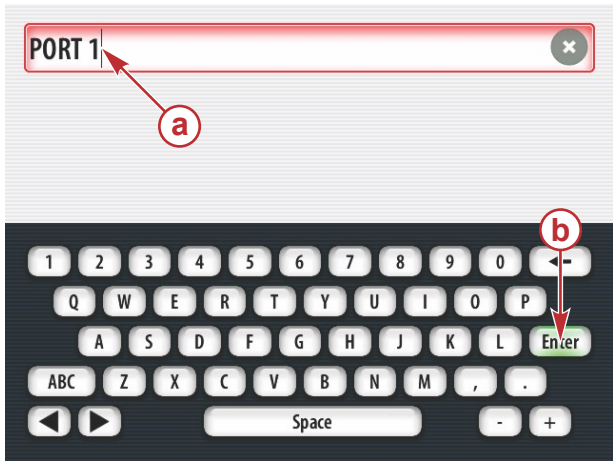 PORT 1
a
b
1 2 3 4 5 6 7 8 9 0
Q W E R T Y U I O P
A S D F G H J K L Enter
ABC Z X C V B N M , .
Space - +